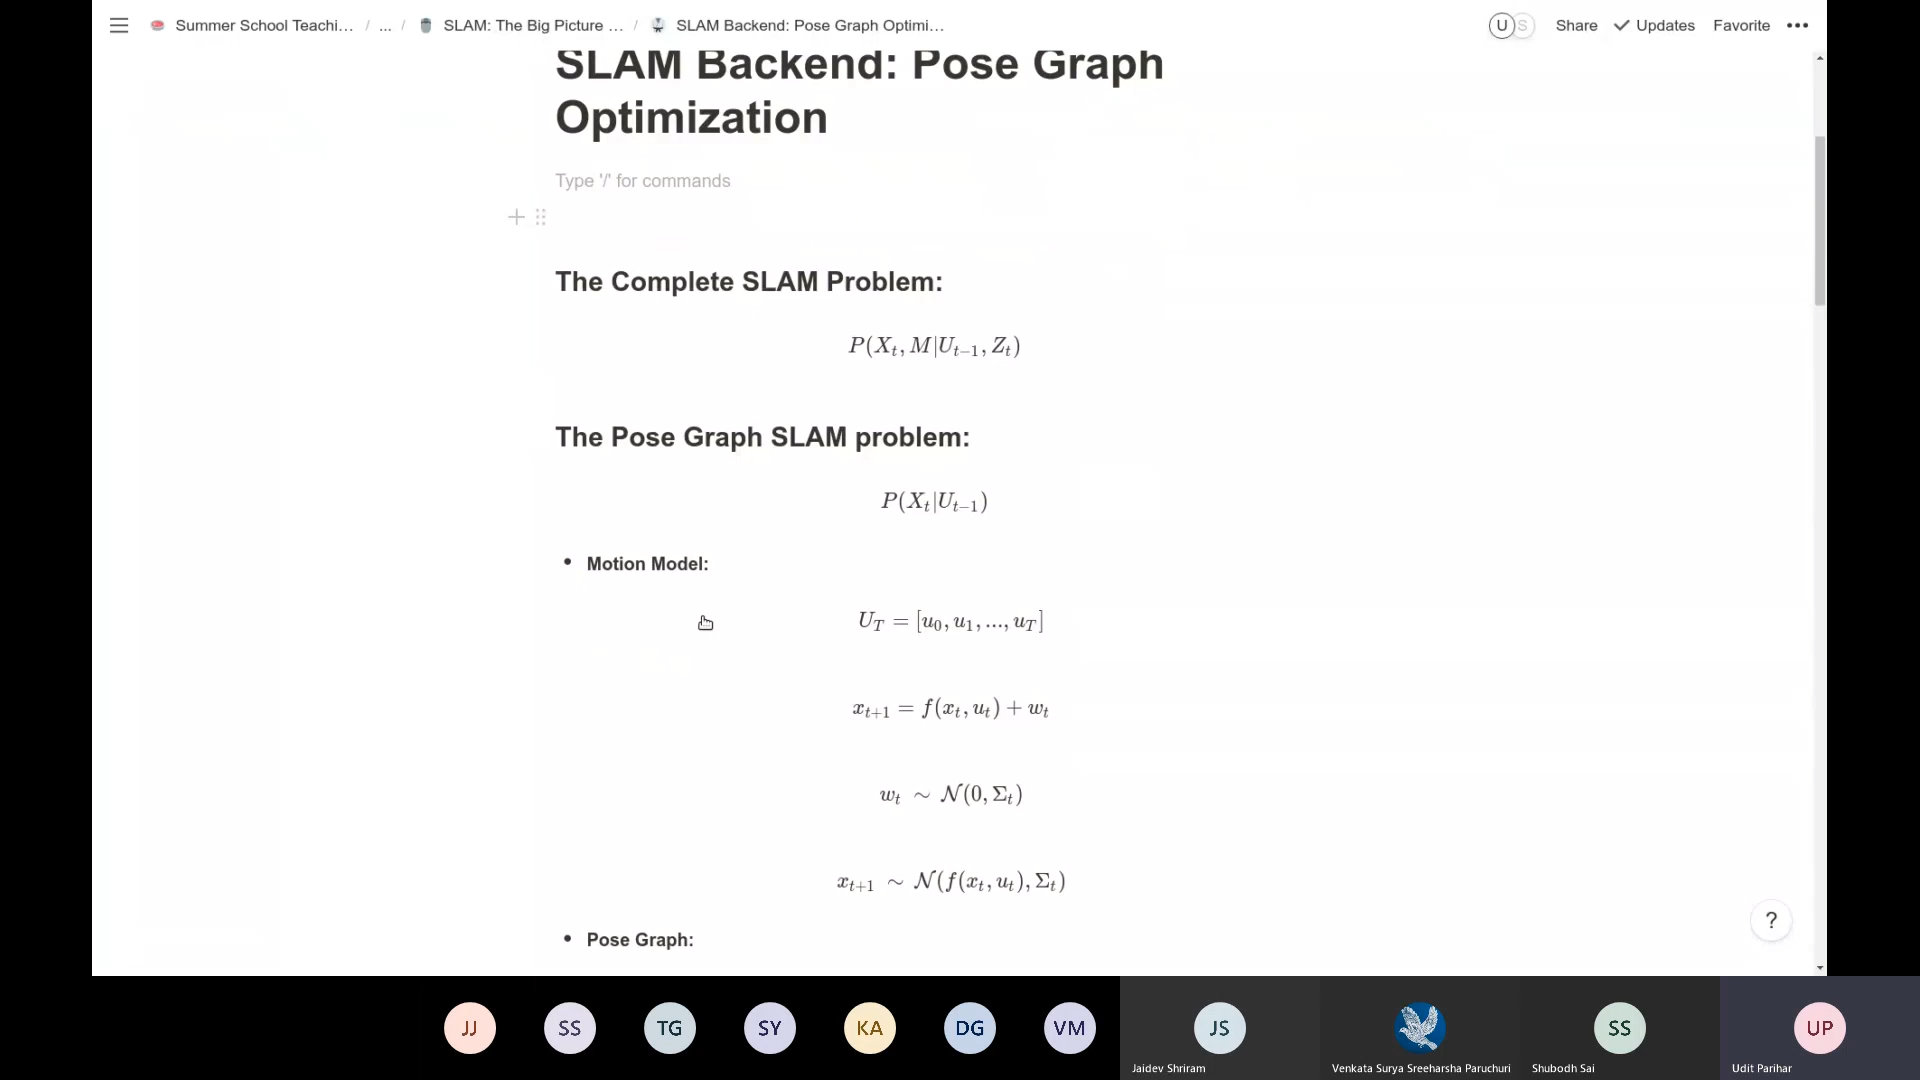 Summer School Teachi... / ... / SLAM: The Big Picture ... / SLAM Backend: Pose Graph Optimi...
U S Share Updates Favorite •••
SLAM Backend: Pose Graph
Optimization
Type '/' for commands
The Complete SLAM Problem:
P(X_t, M|U_{t−1}, Z_t)
The Pose Graph SLAM problem:
P(X_t|U_{t−1})
• Motion Model:
U_T = [u_0, u_1, ..., u_T]
x_{t+1} = f(x_t, u_t) + w_t
w_t ∼ 𝒩(0, Σ_t)
x_{t+1} ∼ 𝒩(f(x_t, u_t), Σ_t)
• Pose Graph:
?
JJ SS TG SY KA DG VM JS SS UP
Jaidev Shriram Venkata Surya Sreeharsha Paruchuri Shubodh Sai Udit Parihar